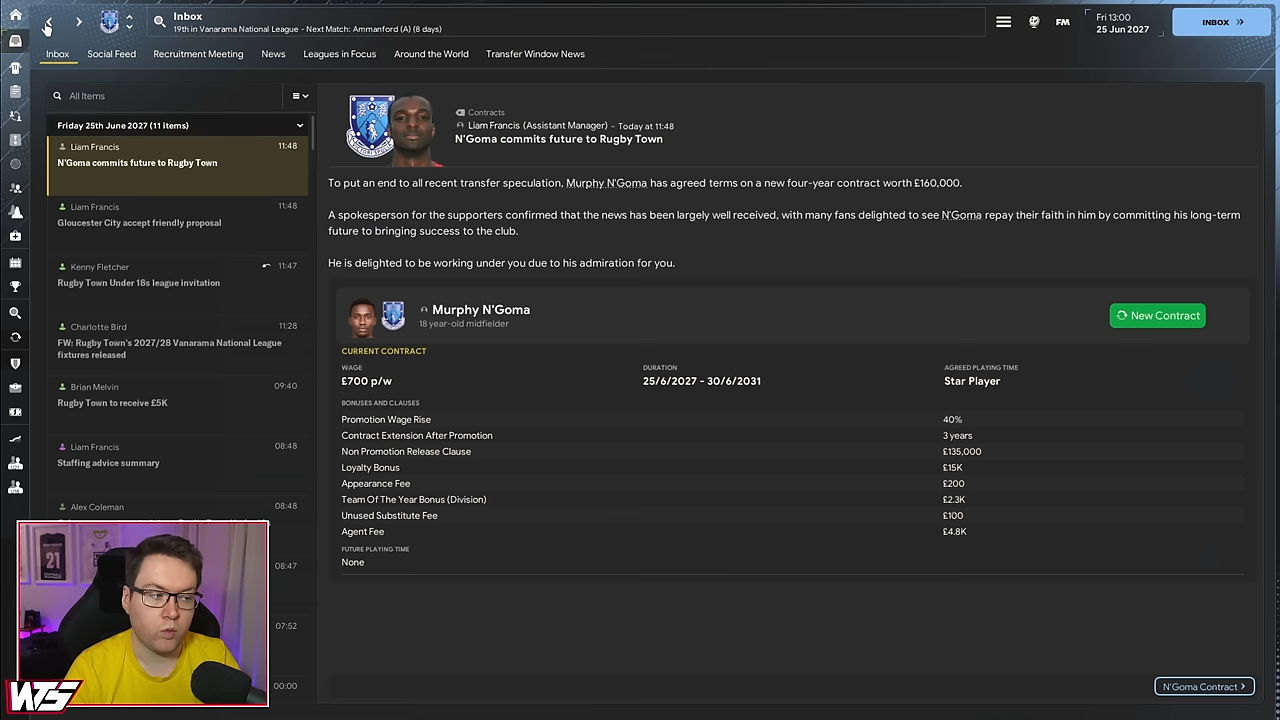 Inbox
19th in Vanarama National League - Next Match: Ammanford (A) (8 days)
FM
Fri 13:00
25 Jun 2027
INBOX
Inbox
Social Feed
Recruitment Meeting
News
Leagues in Focus
Around the World
Transfer Window News
All Items
Friday 25th June 2027 (11 items)
Liam Francis 11:48
N'Goma commits future to Rugby Town
Liam Francis 11:48
Gloucester City accept friendly proposal
Kenny Fletcher 11:47
Rugby Town Under 18s league invitation
Charlotte Bird 11:28
FW: Rugby Town's 2027/28 Vanarama National League
fixtures released
Brian Melvin 09:40
Rugby Town to receive £5K
Liam Francis 08:48
Staffing advice summary
Alex Coleman 08:48
08:47
07:52
00:00
Contracts
Liam Francis (Assistant Manager) - Today at 11:48
N'Goma commits future to Rugby Town
To put an end to all recent transfer speculation, Murphy N'Goma has agreed terms on a new four-year contract worth £160,000.
A spokesperson for the supporters confirmed that the news has been largely well received, with many fans delighted to see N'Goma repay their faith in him by committing his long-term
future to bringing success to the club.
He is delighted to be working under you due to his admiration for you.
Murphy N'Goma
18 year-old midfielder
New Contract
CURRENT CONTRACT
WAGE
£700 p/w
DURATION
25/6/2027 - 30/6/2031
AGREED PLAYING TIME
Star Player
BONUSES AND CLAUSES
Promotion Wage Rise 40%
Contract Extension After Promotion 3 years
Non Promotion Release Clause £135,000
Loyalty Bonus £15K
Appearance Fee £200
Team Of The Year Bonus (Division) £2.3K
Unused Substitute Fee £100
Agent Fee £4.8K
FUTURE PLAYING TIME
None
N'Goma Contract
21
WTS